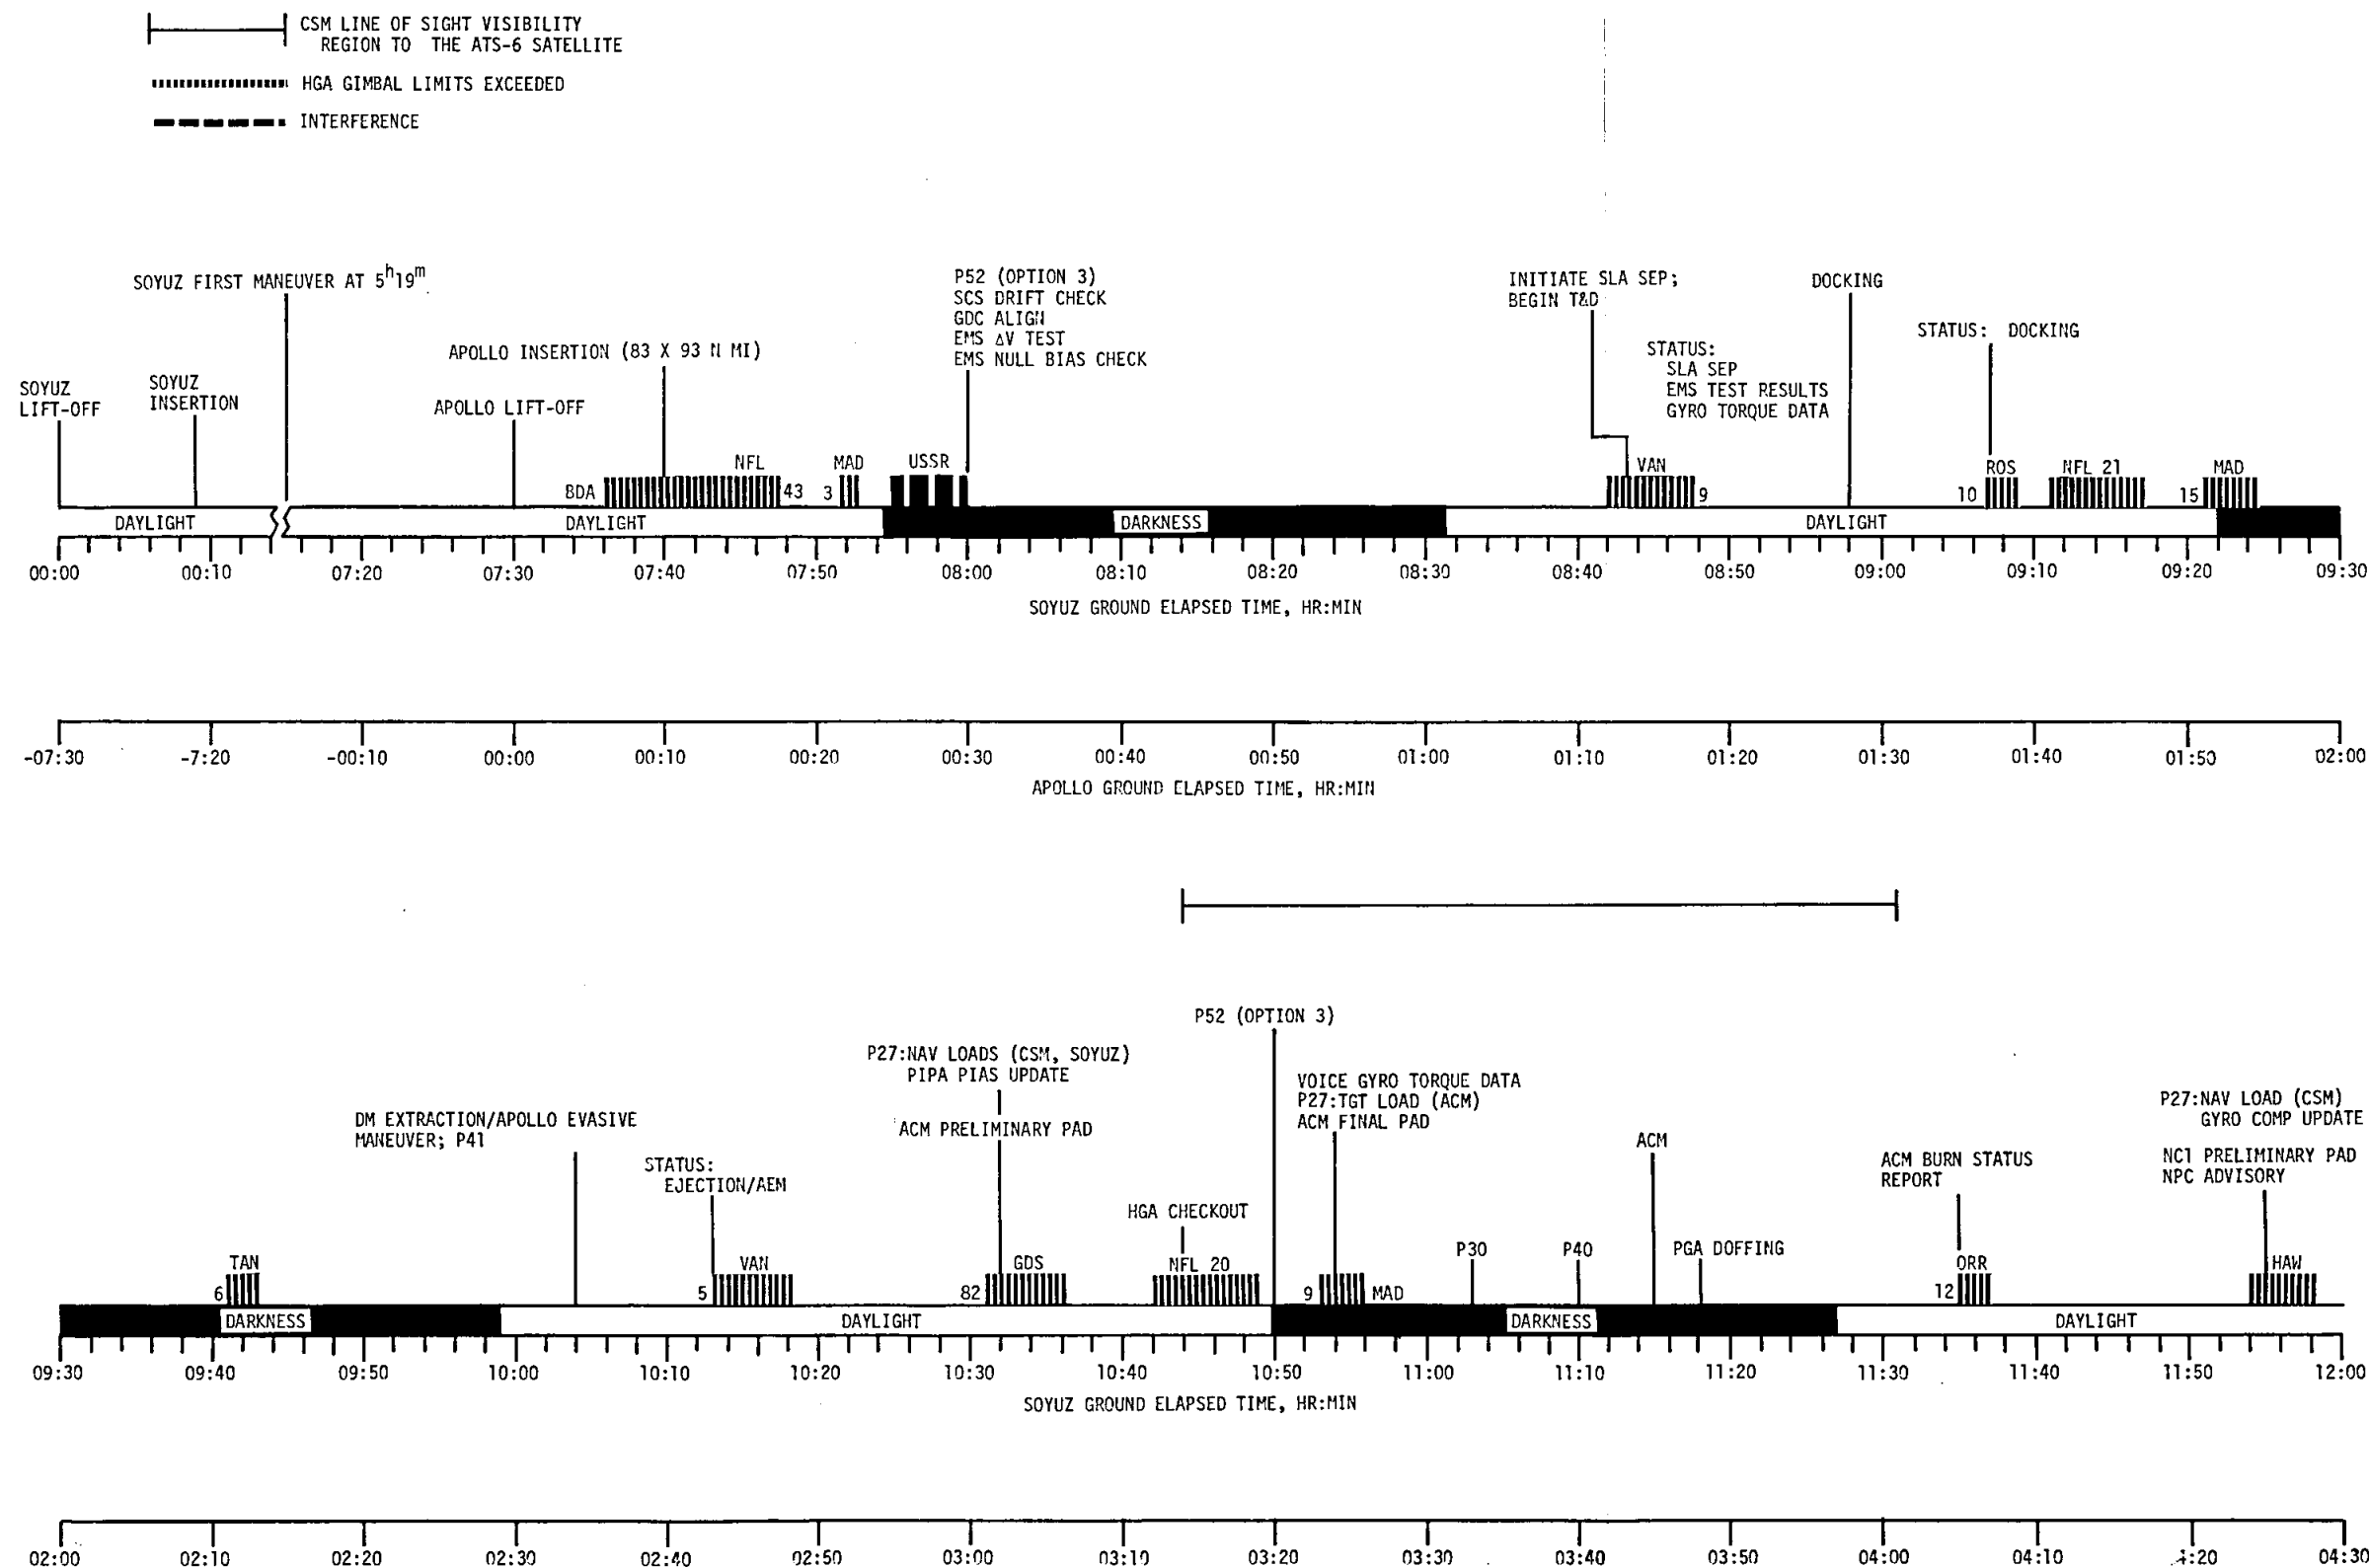 CSM LINE OF SIGHT VISIBILITY
REGION TO THE ATS-6 SATELLITE
HGA GIMBAL LIMITS EXCEEDED
INTERFERENCE
SOYUZ FIRST MANEUVER AT 5h19m
SOYUZ
LIFT-OFF
SOYUZ
INSERTION
APOLLO INSERTION (83 X 93 N MI)
APOLLO LIFT-OFF
P52 (OPTION 3)
SCS DRIFT CHECK
GDC ALIGN
EMS ΔV TEST
EMS NULL BIAS CHECK
INITIATE SLA SEP;
BEGIN T&D
STATUS:
SLA SEP
EMS TEST RESULTS
GYRO TORQUE DATA
DOCKING
STATUS: DOCKING
BDA NFL 43 3 MAD USSR VAN 9 10 ROS NFL 21 15 MAD
DAYLIGHT DAYLIGHT DARKNESS DAYLIGHT
00:00 00:10 07:20 07:30 07:40 07:50 08:00 08:10 08:20 08:30 08:40 08:50 09:00 09:10 09:20 09:30
SOYUZ GROUND ELAPSED TIME, HR:MIN
-07:30 -7:20 -00:10 00:00 00:10 00:20 00:30 00:40 00:50 01:00 01:10 01:20 01:30 01:40 01:50 02:00
APOLLO GROUND ELAPSED TIME, HR:MIN
DM EXTRACTION/APOLLO EVASIVE
MANEUVER; P41
STATUS:
EJECTION/AEM
P27:NAV LOADS (CSM, SOYUZ)
PIPA PIAS UPDATE
ACM PRELIMINARY PAD
HGA CHECKOUT
P52 (OPTION 3)
VOICE GYRO TORQUE DATA
P27:TGT LOAD (ACM)
ACM FINAL PAD
P30
P40
ACM
PGA DOFFING
ACM BURN STATUS
REPORT
P27:NAV LOAD (CSM)
GYRO COMP UPDATE
NC1 PRELIMINARY PAD
NPC ADVISORY
6 TAN 5 VAN 82 GDS NFL 20 9 MAD 12 ORR HAW
DARKNESS DAYLIGHT DARKNESS DAYLIGHT
09:30 09:40 09:50 10:00 10:10 10:20 10:30 10:40 10:50 11:00 11:10 11:20 11:30 11:40 11:50 12:00
SOYUZ GROUND ELAPSED TIME, HR:MIN
02:00 02:10 02:20 02:30 02:40 02:50 03:00 03:10 03:20 03:30 03:40 03:50 04:00 04:10 4:20 04:30